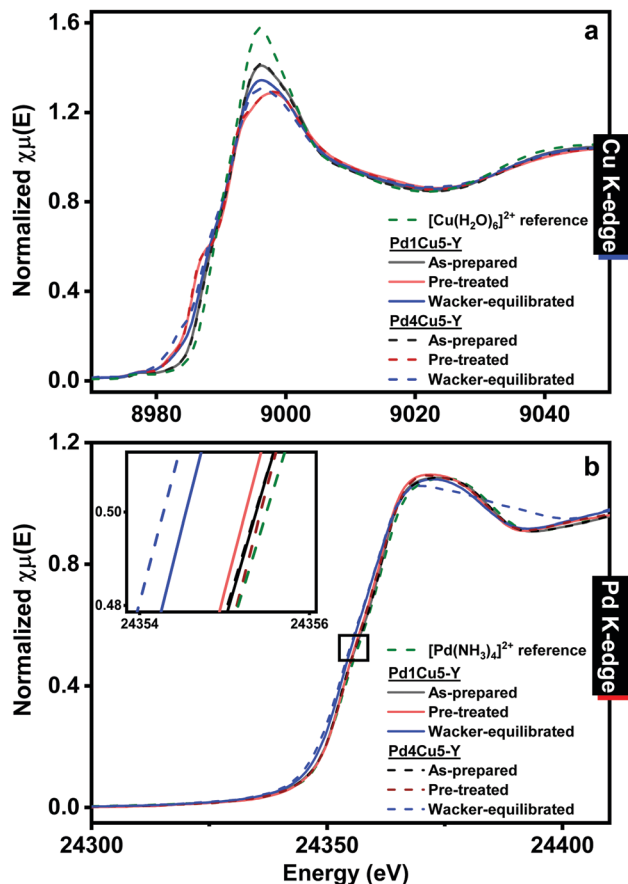 a
1.6
1.2
0.8
0.4
0.0
Normalized χμ(E)
Cu K-edge
[Cu(H2O)6]2+ reference
Pd1Cu5-Y
As-prepared
Pre-treated
Wacker-equilibrated
Pd4Cu5-Y
As-prepared
Pre-treated
Wacker-equilibrated
8980 9000 9020 9040
b
1.2
0.8
0.4
0.0
Normalized χμ(E)
0.50
0.48
24354 24356
Pd K-edge
[Pd(NH3)4]2+ reference
Pd1Cu5-Y
As-prepared
Pre-treated
Wacker-equilibrated
Pd4Cu5-Y
As-prepared
Pre-treated
Wacker-equilibrated
24300 24350 24400
Energy (eV)